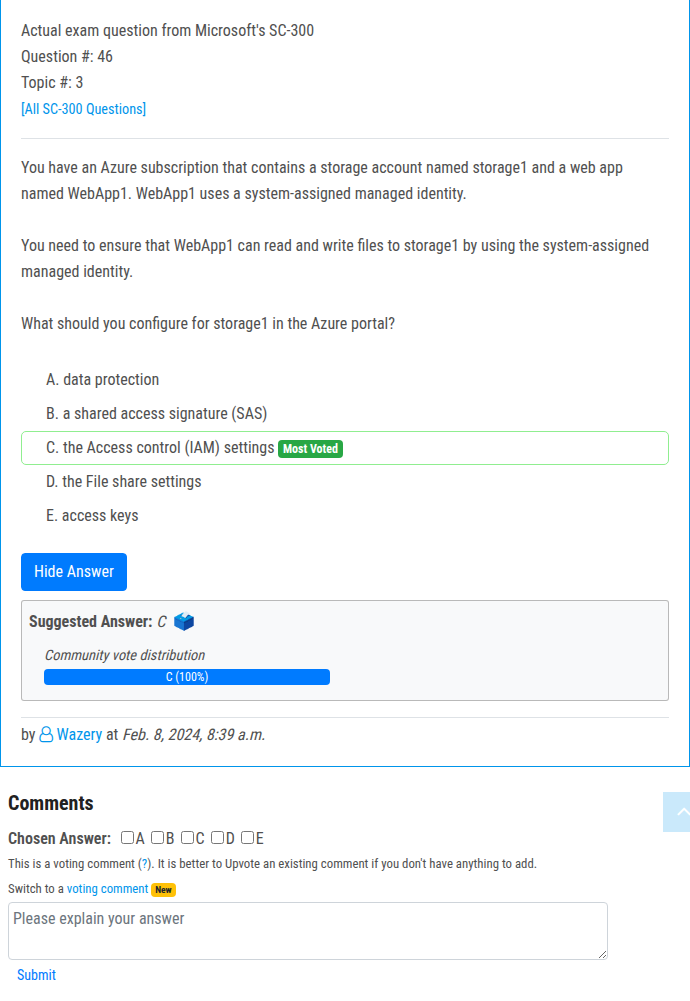 Actual exam question from Microsoft's SC-300
Question #: 46
Topic #: 3
[All SC-300 Questions]
You have an Azure subscription that contains a storage account named storage1 and a web app
named WebApp1. WebApp1 uses a system-assigned managed identity.
You need to ensure that WebApp1 can read and write files to storage1 by using the system-assigned
managed identity.
What should you configure for storage1 in the Azure portal?
A. data protection
B. a shared access signature (SAS)
C. the Access control (IAM) settings Most Voted
D. the File share settings
E. access keys
Hide Answer
Suggested Answer: C
Community vote distribution
C (100%)
by Wazery at Feb. 8, 2024, 8:39 a.m.
Comments
Chosen Answer: A B C D E
This is a voting comment (?). It is better to Upvote an existing comment if you don't have anything to add.
Switch to a voting comment New
Please explain your answer
Submit